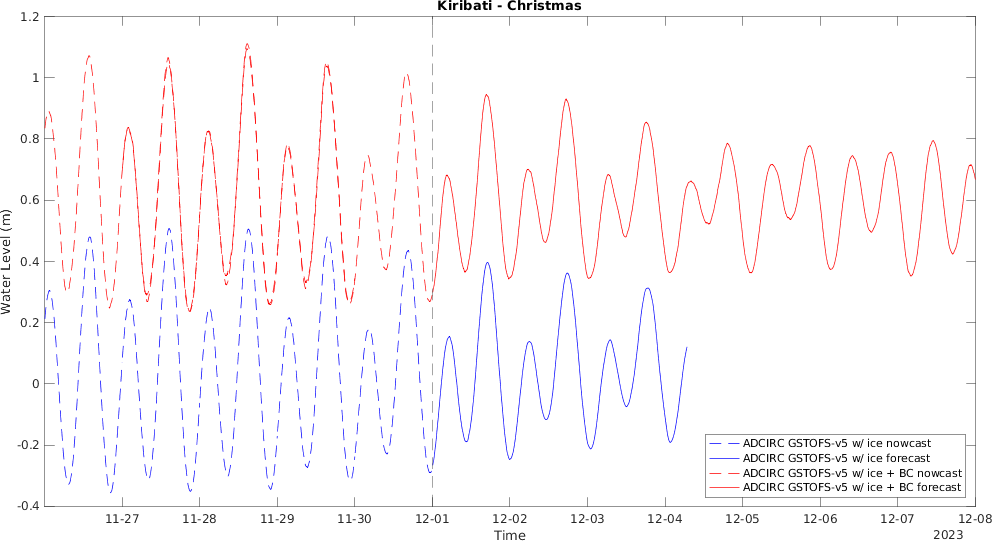 Kiribati - Christmas
1.2
1
0.8
0.6
0.4
0.2
0
-0.2
-0.4
Water Level (m)
ADCIRC GSTOFS-v5 w/ ice nowcast
ADCIRC GSTOFS-v5 w/ ice forecast
ADCIRC GSTOFS-v5 w/ ice + BC nowcast
ADCIRC GSTOFS-v5 w/ ice + BC forecast
11-27 11-28 11-29 11-30 12-01 12-02 12-03 12-04 12-05 12-06 12-07 12-08
Time
2023